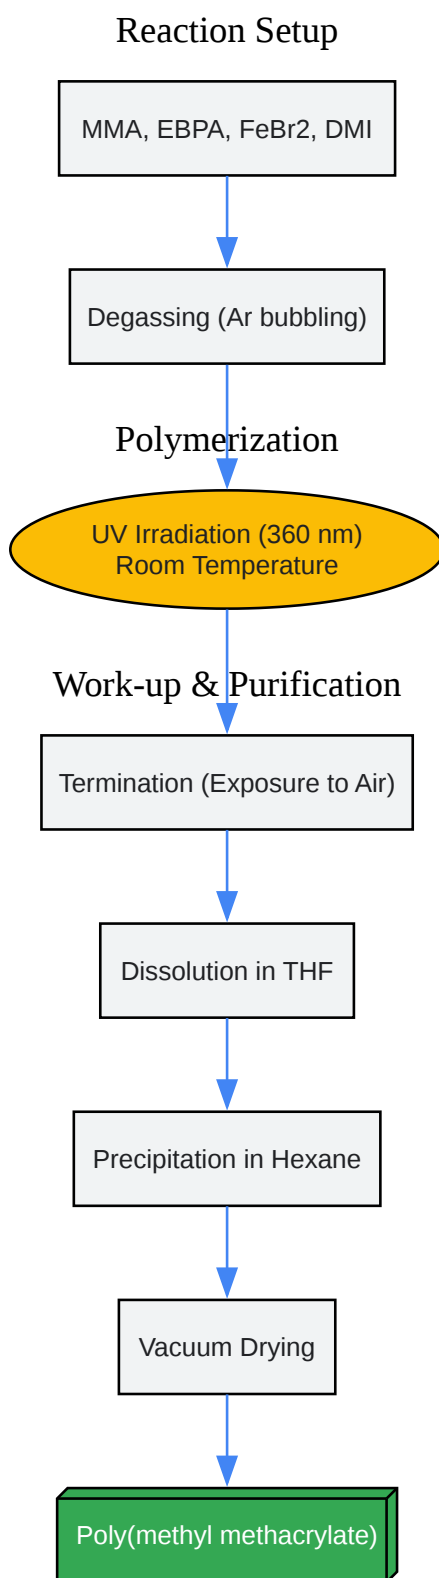 Reaction Setup
MMA, EBPA, FeBr2, DMI
Degassing (Ar bubbling)
Polymerization
UV Irradiation (360 nm)
Room Temperature
Work-up & Purification
Termination (Exposure to Air)
Dissolution in THF
Precipitation in Hexane
Vacuum Drying
Poly(methyl methacrylate)